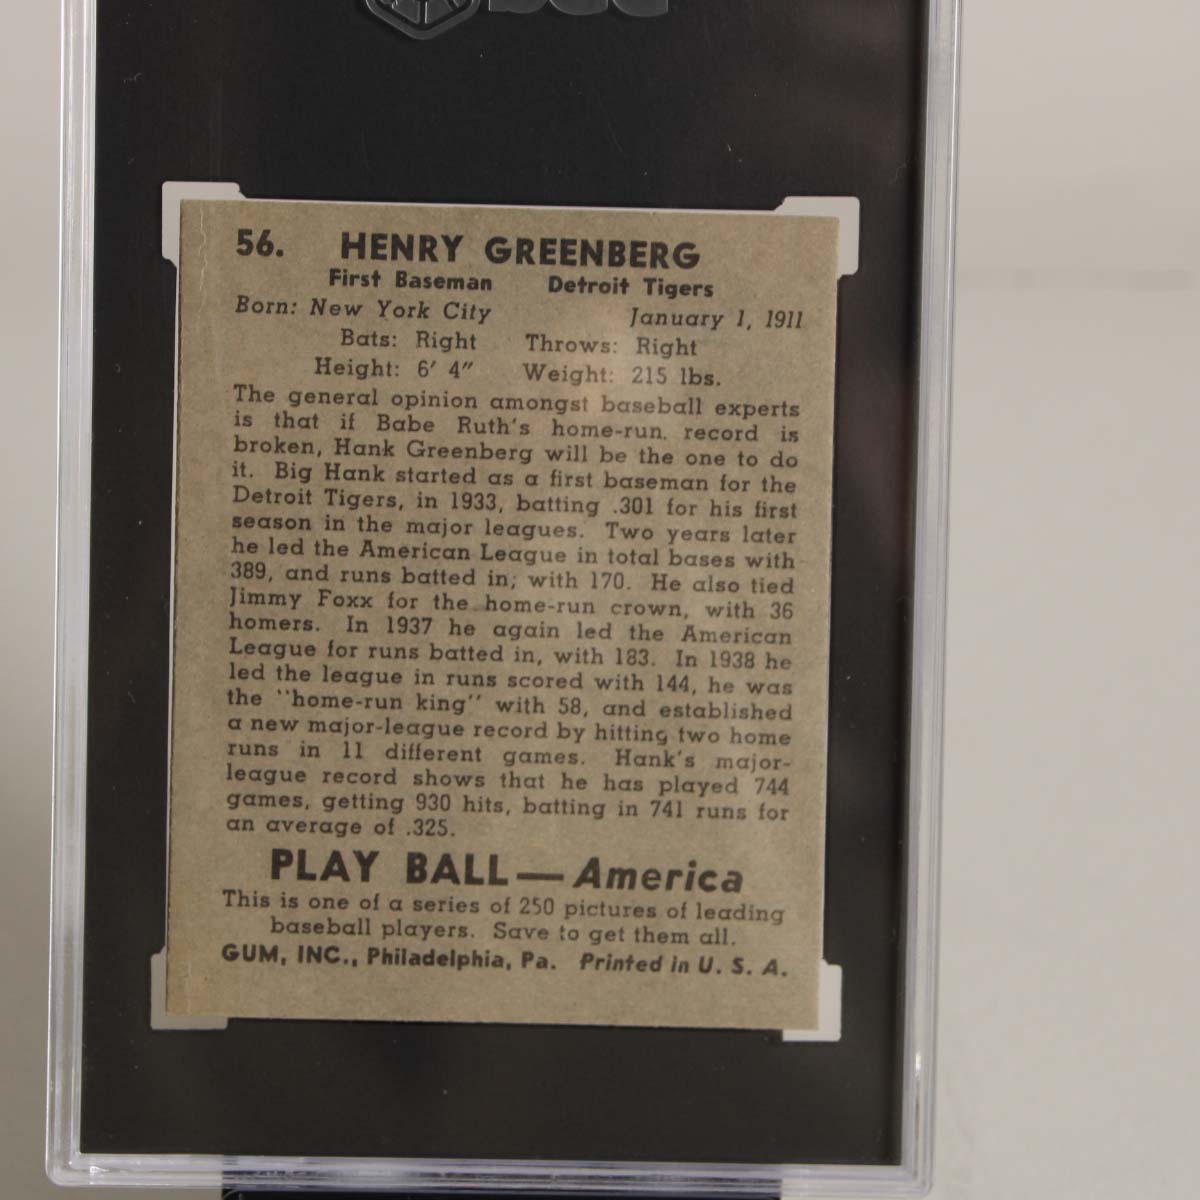 56. HENRY GREENBERG
First Baseman Detroit Tigers
Born: New York City January 1, 1911
Bats: Right Throws: Right
Height: 6′ 4″ Weight: 215 lbs.
The general opinion amongst baseball experts
is that if Babe Ruth's home-run. record is
broken, Hank Greenberg will be the one to do
it. Big Hank started as a first baseman for the
Detroit Tigers, in 1933, batting .301 for his first
season in the major leagues. Two years later
he led the American League in total bases with
389, and runs batted in; with 170. He also tied
Jimmy Foxx for the home-run crown, with 36
homers. In 1937 he again led the American
League for runs batted in, with 183. In 1938 he
led the league in runs scored with 144, he was
the "home-run king" with 58, and established
a new major-league record by hitting two home
runs in 11 different games. Hank's major-
league record shows that he has played 744
games, getting 930 hits, batting in 741 runs for
an average of .325.
PLAY BALL — America
This is one of a series of 250 pictures of leading
baseball players. Save to get them all.
GUM, INC., Philadelphia, Pa. Printed in U. S. A.